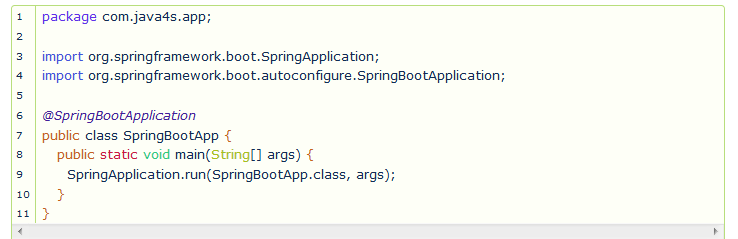 1 package com.java4s.app;
2
3 import org.springframework.boot.SpringApplication;
4 import org.springframework.boot.autoconfigure.SpringBootApplication;
5
6 @SpringBootApplication
7 public class SpringBootApp {
8 public static void main(String[] args) {
9 SpringApplication.run(SpringBootApp.class, args);
10 }
11 }